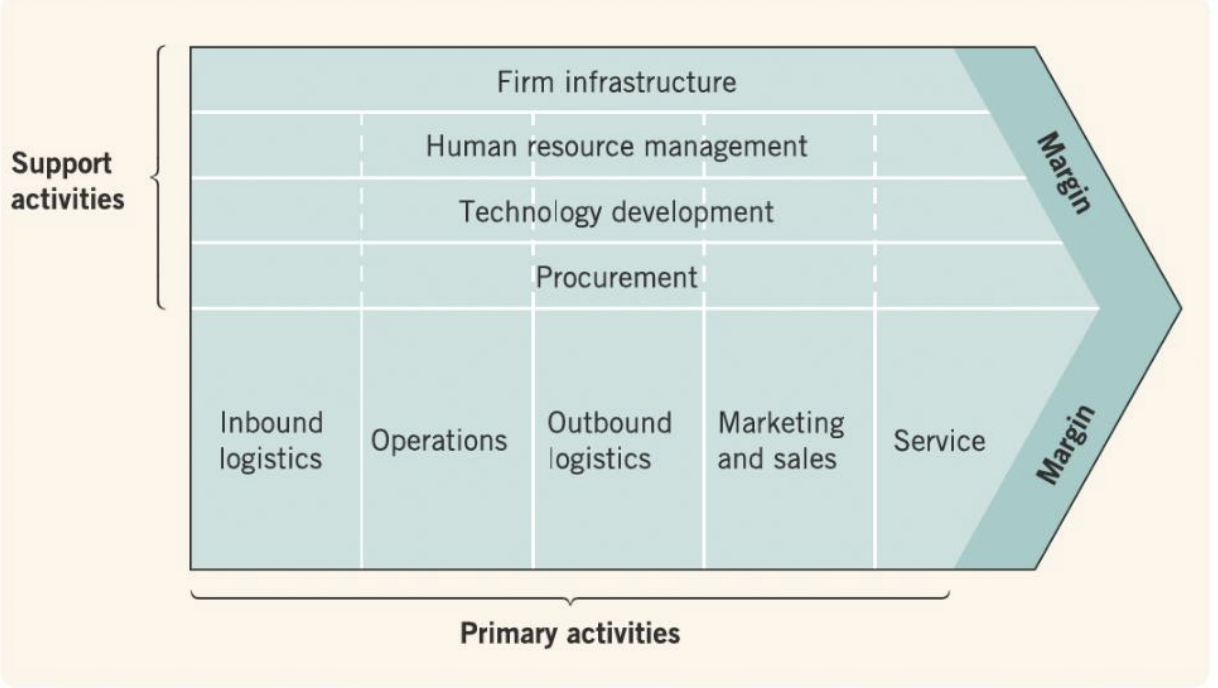 Firm infrastructure
Human resource management
Technology development
Procurement
Support
activities
Margin
Inbound
logistics
Operations
Outbound
logistics
Marketing
and sales
Service
Margin
Primary activities